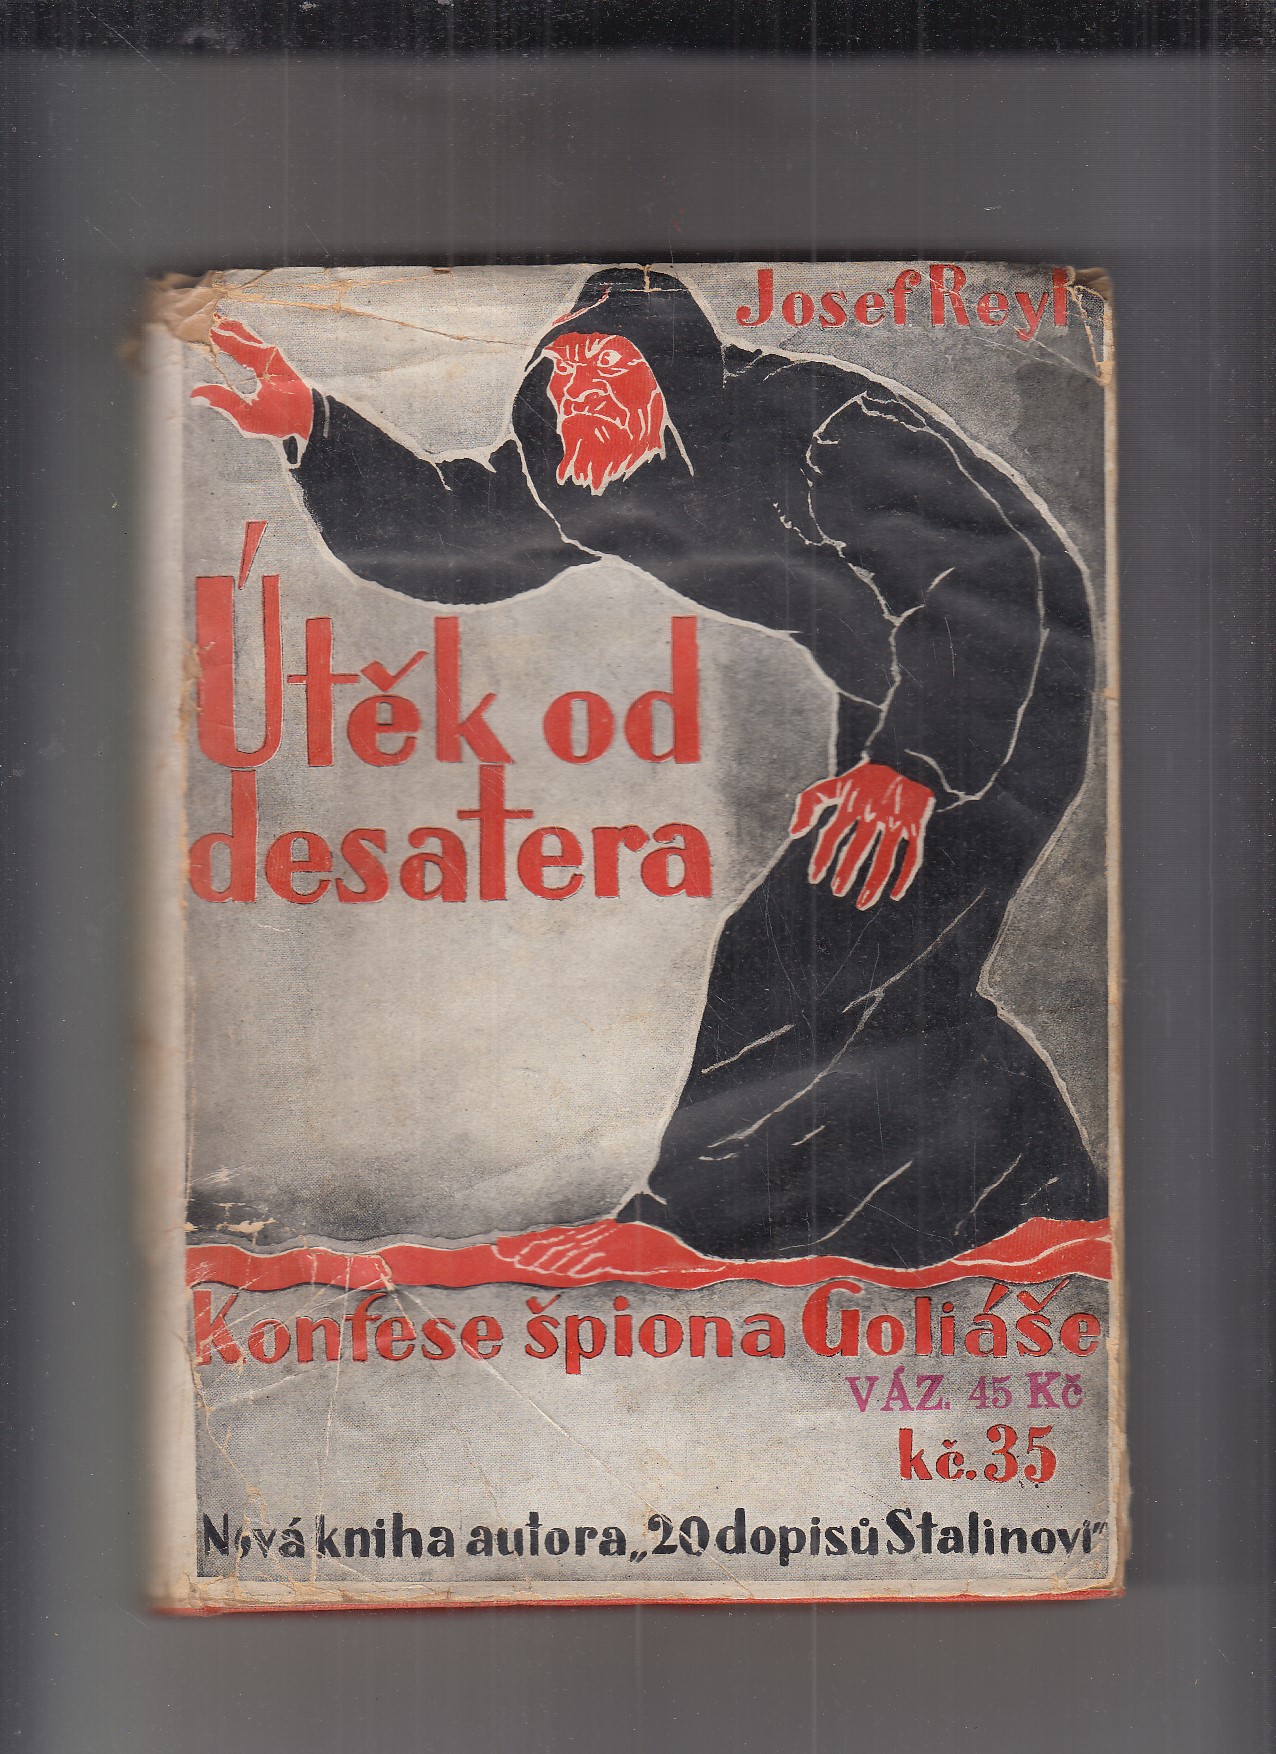 Josef Reyl
Útěk od
desatera
Konfese špiona Goliáše
VÁZ. 45 Kč
kč. 35
Nová kniha autora „20 dopisů Stalinovi"